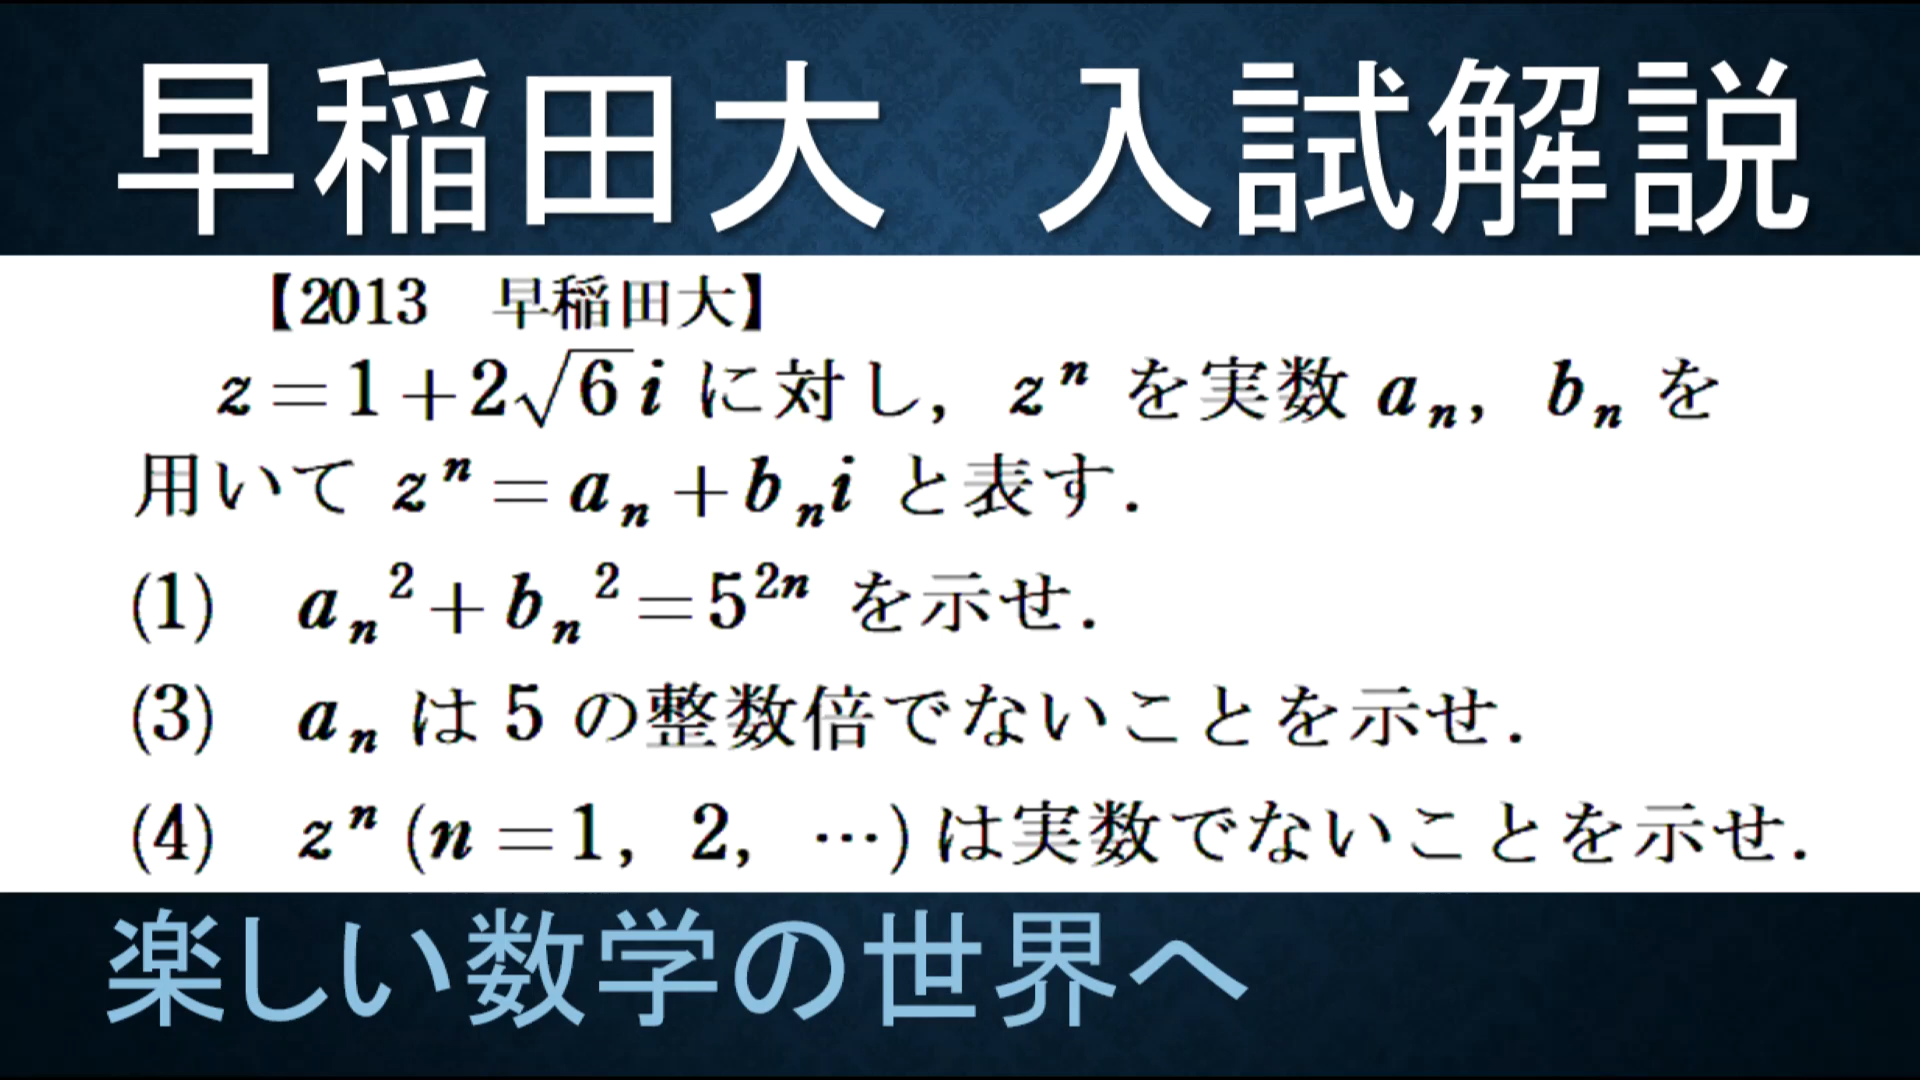 早稲田大 入試解説
【2013 早稲田大】
z=1+2√6 i に対し, zⁿ を実数 aₙ, bₙ を
用いて zⁿ=aₙ+bₙi と表す.
(1) aₙ²+bₙ²=5²ⁿ を示せ.
(3) aₙ は 5 の整数倍でないことを示せ.
(4) zⁿ (n=1, 2, …) は実数でないことを示せ.
楽しい数学の世界へ